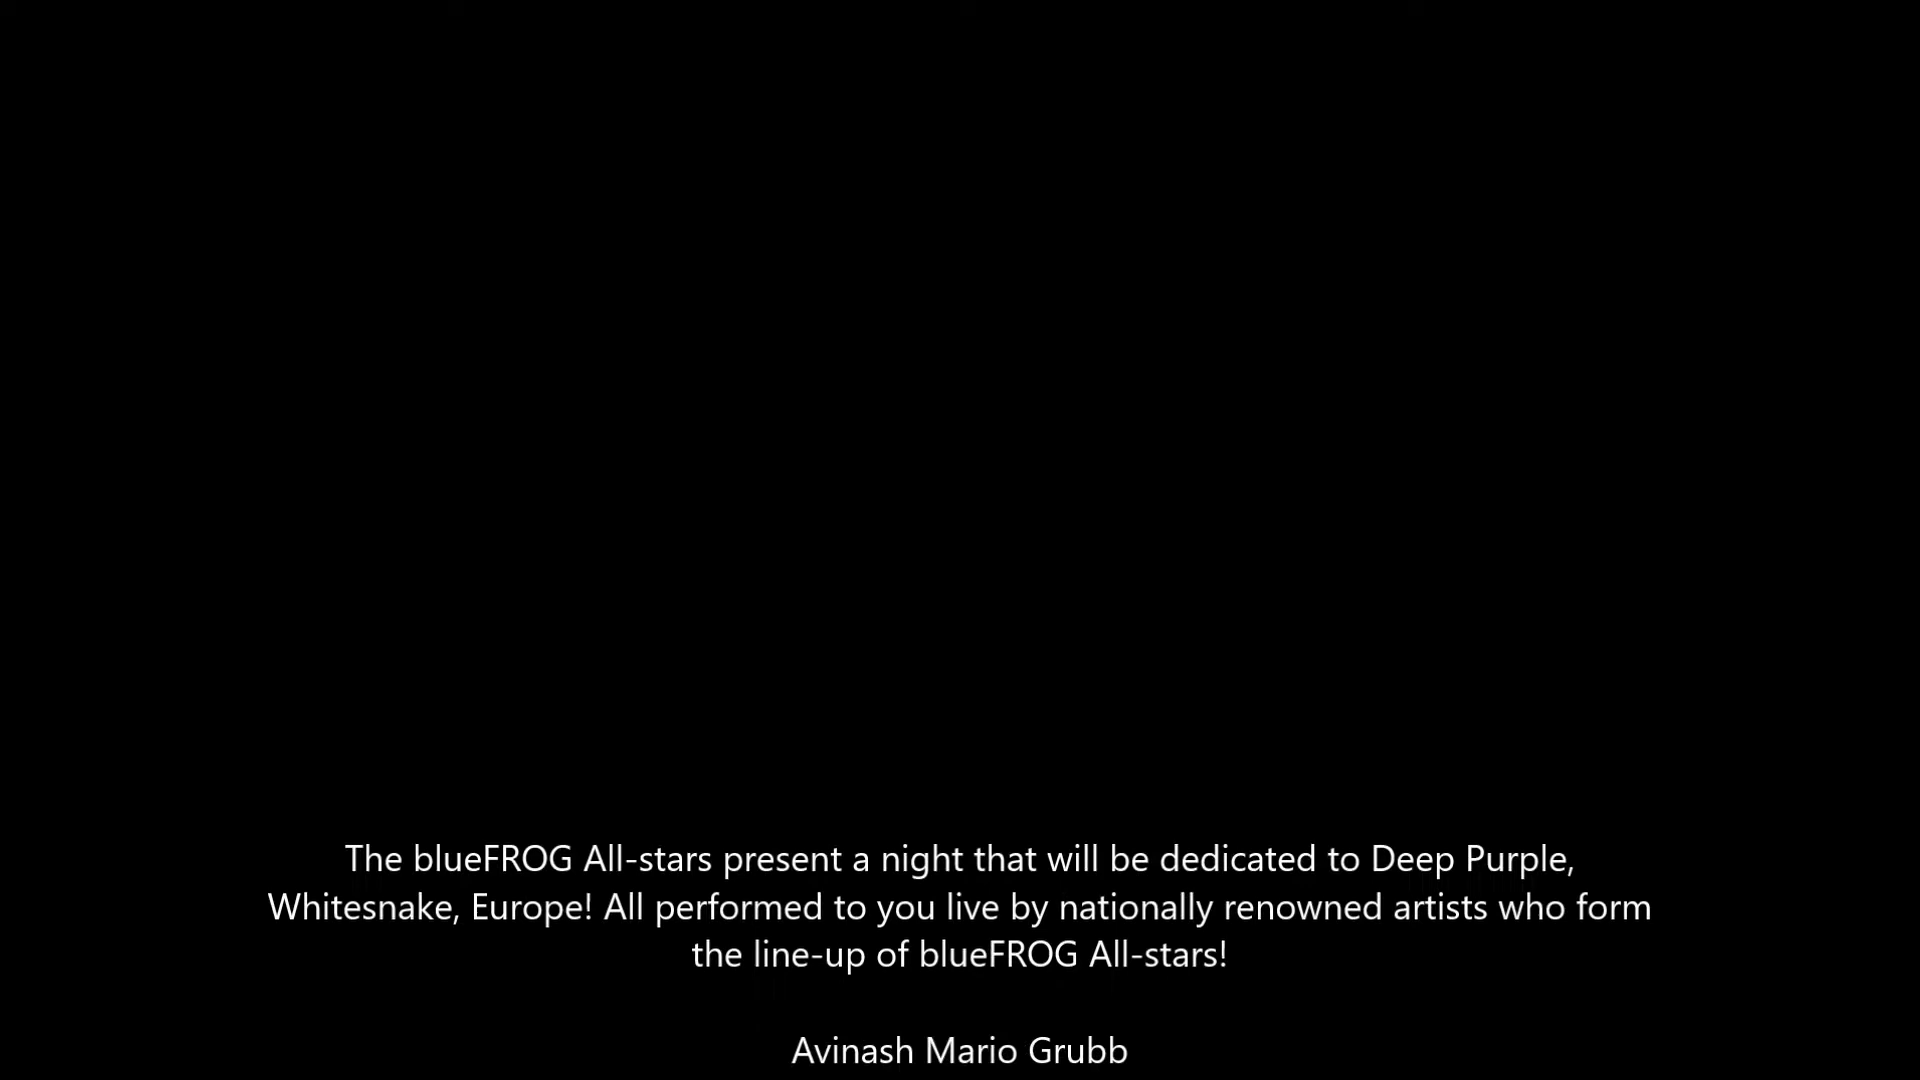 The blueFROG All-stars present a night that will be dedicated to Deep Purple,
Whitesnake, Europe! All performed to you live by nationally renowned artists who form
the line-up of blueFROG All-stars!
Avinash Mario Grubb